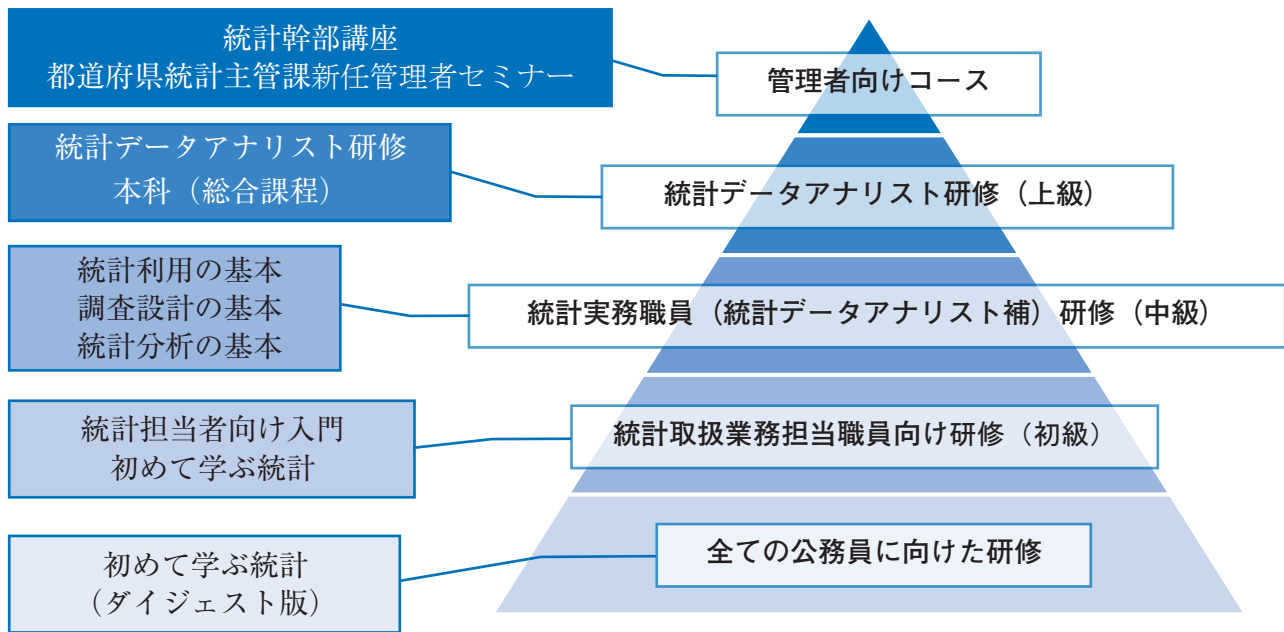 統計幹部講座
都道府県統計主管課新任管理者セミナー
管理者向けコース
統計データアナリスト研修
本科（総合課程）
統計データアナリスト研修（上級）
統計利用の基本
調査設計の基本
統計分析の基本
統計実務職員（統計データアナリスト補）研修（中級）
統計担当者向け入門
初めて学ぶ統計
統計取扱業務担当職員向け研修（初級）
初めて学ぶ統計
（ダイジェスト版）
全ての公務員に向けた研修